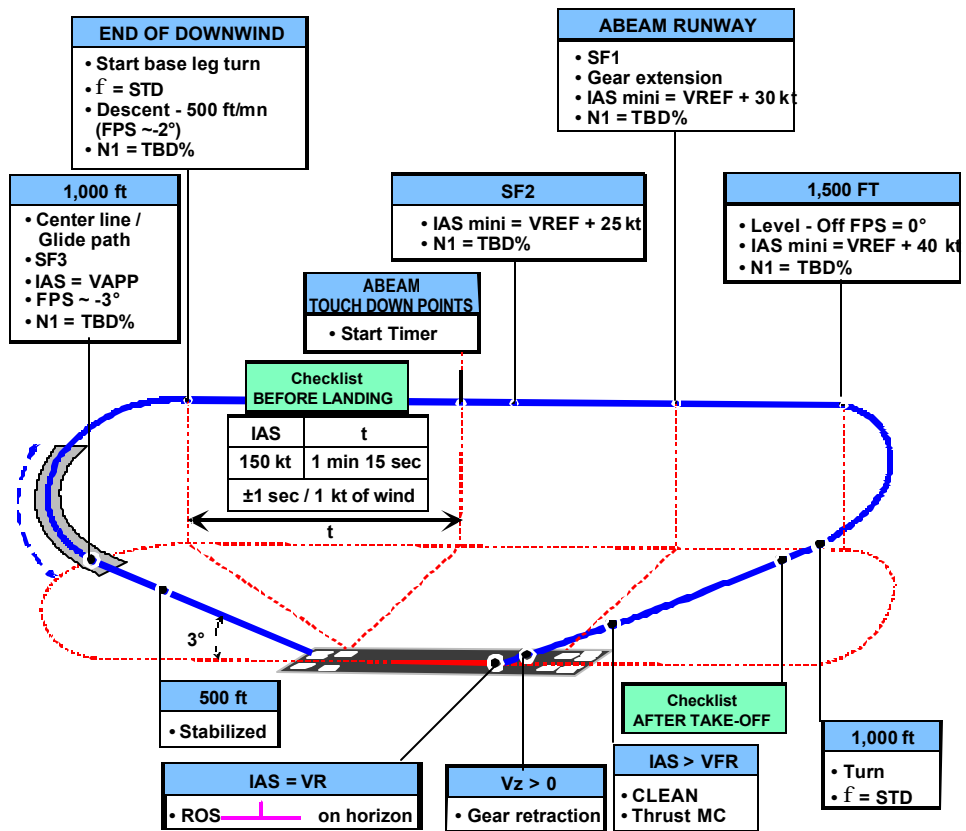 END OF DOWNWIND
• Start base leg turn
• f = STD
• Descent - 500 ft/mn
(FPS ~-2°)
• N1 = TBD%
ABEAM RUNWAY
• SF1
• Gear extension
• IAS mini = VREF + 30 kt
• N1 = TBD%
1,000 ft
• Center line /
Glide path
• SF3
• IAS = VAPP
• FPS ~ -3°
• N1 = TBD%
SF2
• IAS mini = VREF + 25 kt
• N1 = TBD%
1,500 FT
• Level - Off FPS = 0°
• IAS mini = VREF + 40 kt
• N1 = TBD%
ABEAM
TOUCH DOWN POINTS
• Start Timer
Checklist
BEFORE LANDING
IAS t
150 kt 1 min 15 sec
±1 sec / 1 kt of wind
t
3°
500 ft
• Stabilized
Checklist
AFTER TAKE-OFF
IAS = VR
• ROS on horizon
Vz > 0
• Gear retraction
IAS > VFR
• CLEAN
• Thrust MC
1,000 ft
• Turn
• f = STD